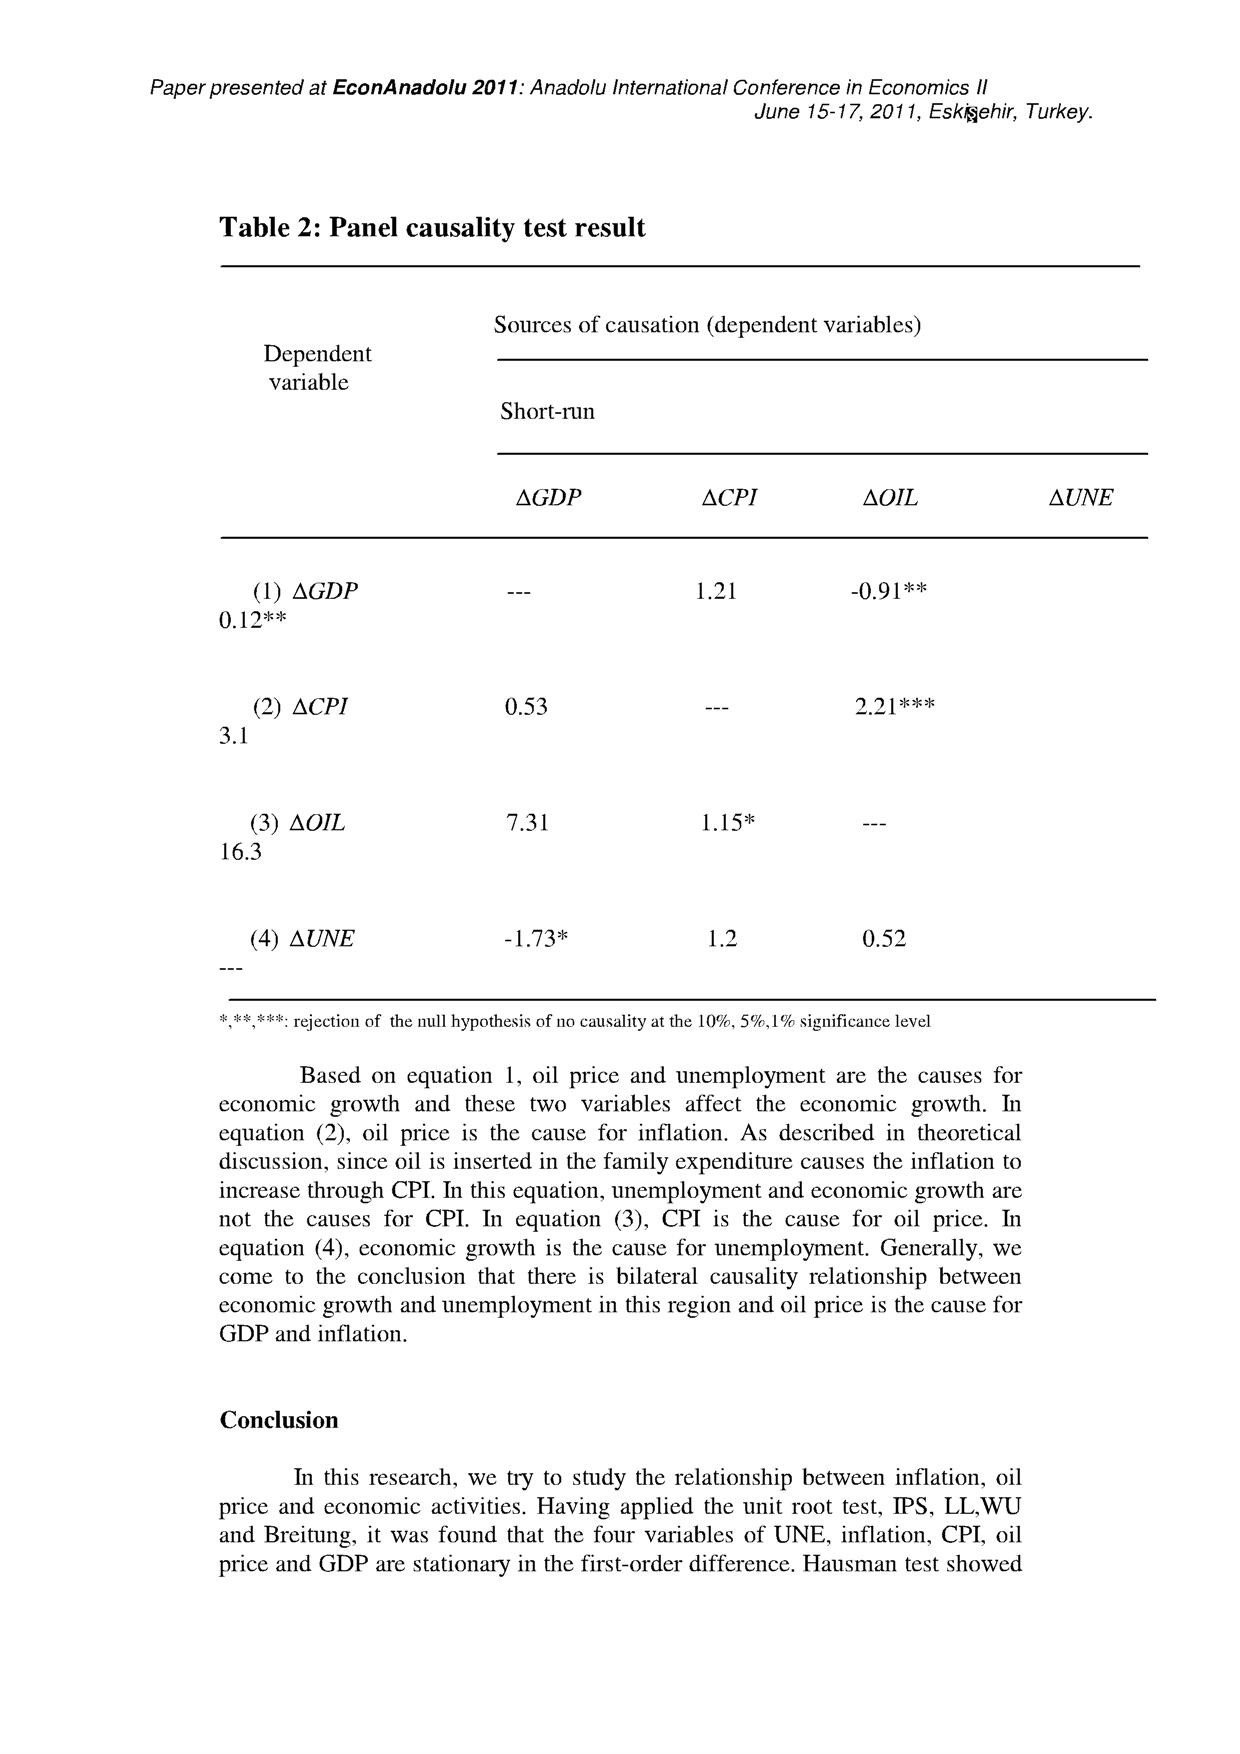 Paper presented at EconAnadolu 2011: Anadolu International Conference in Economics II
June 15-17, 2011, Eskişehir, Turkey.
Table 2: Panel causality test result
Sources of causation (dependent variables)
Dependent
variable
Short-run
ΔGDP ΔCPI ΔOIL ΔUNE
(1) ΔGDP --- 1.21 -0.91**
0.12**
(2) ΔCPI 0.53 --- 2.21***
3.1
(3) ΔOIL 7.31 1.15* ---
16.3
(4) ΔUNE -1.73* 1.2 0.52
---
*,**,***: rejection of the null hypothesis of no causality at the 10%, 5%,1% significance level
Based on equation 1, oil price and unemployment are the causes for
economic growth and these two variables affect the economic growth. In
equation (2), oil price is the cause for inflation. As described in theoretical
discussion, since oil is inserted in the family expenditure causes the inflation to
increase through CPI. In this equation, unemployment and economic growth are
not the causes for CPI. In equation (3), CPI is the cause for oil price. In
equation (4), economic growth is the cause for unemployment. Generally, we
come to the conclusion that there is bilateral causality relationship between
economic growth and unemployment in this region and oil price is the cause for
GDP and inflation.
Conclusion
In this research, we try to study the relationship between inflation, oil
price and economic activities. Having applied the unit root test, IPS, LL,WU
and Breitung, it was found that the four variables of UNE, inflation, CPI, oil
price and GDP are stationary in the first-order difference. Hausman test showed